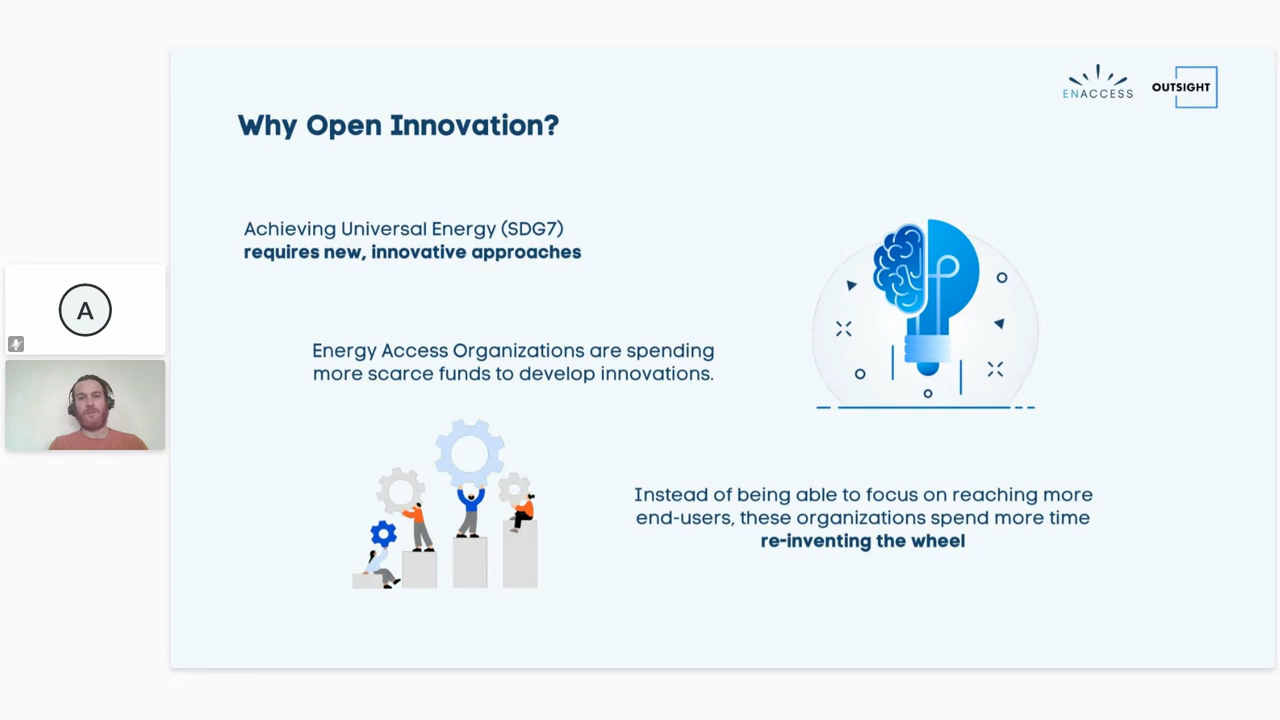 ENACCESS
OUTSIGHT
Why Open Innovation?
Achieving Universal Energy (SDG7)
requires new, innovative approaches
A
Energy Access Organizations are spending
more scarce funds to develop innovations.
Instead of being able to focus on reaching more
end-users, these organizations spend more time
re-inventing the wheel